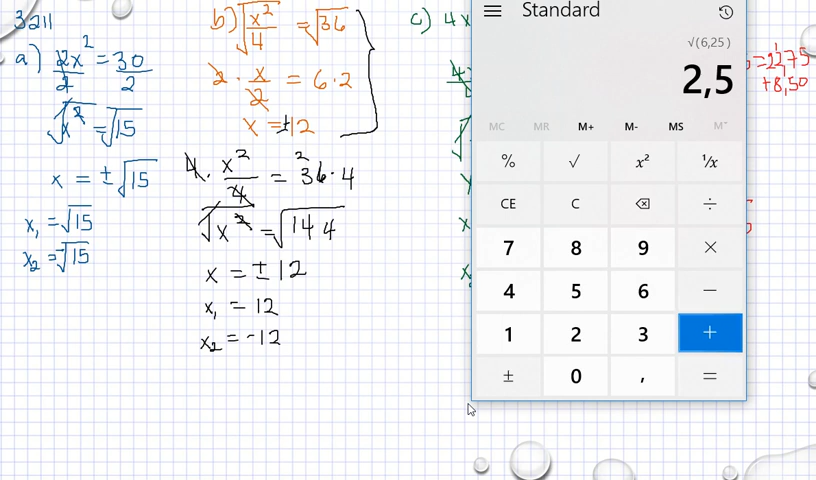 3211
a) 2x² = 30
2 2
√x² = √15
x = ±√15
x₁ = √15
x₂ = -√15
b) √x²/4 = √36
2 · x/2 = 6 · 2
x = ±12
4 · x²/4 = ²36 · 4
√x² = √144
x = ± 12
x₁ = 12
x₂ = -12
c) 4x
=2275
+8,50
Standard
√(6,25)
2,5
MC MR M+ M- MS M˅
% √ x² ¹/x
CE C ⌫ ÷
7 8 9 ×
4 5 6 −
1 2 3 +
± 0 , =